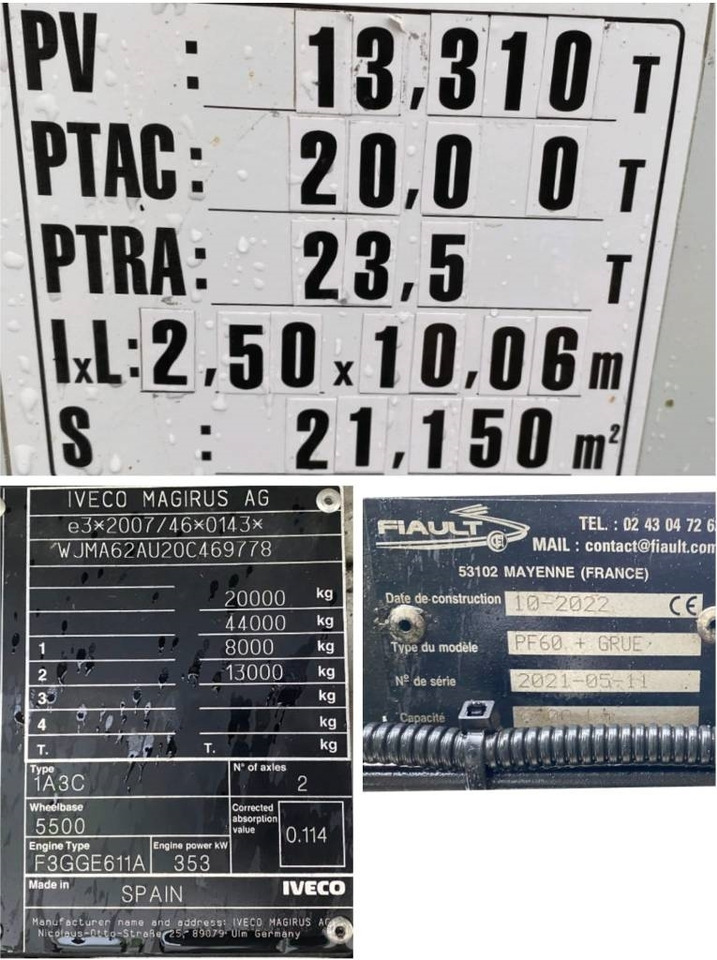 PV : 13,310 T
PTAC: 20,0 0 T
PTRA: 23,5 T
IxL: 2,50 x 10,06 m
S : 21,150 m²
IVECO MAGIRUS AG
e3*2007/46*0143*
WJMA62AU20C469778
20000 kg
44000 kg
1 8000 kg
2 13000 kg
3 kg
4 kg
T. T. kg
Type N° of axles
1A3C 2
Wheelbase Corrected absorption value
5500 0.114
Engine Type Engine power kW
F3GGE611A 353
Made in SPAIN IVECO
Manufacturer name and address: IVECO MAGIRUS AG
Nicolaus-Otto-Straße 25, 89079 Ulm Germany
FIAULT TEL. : 02 43 04 72 6
MAIL : contact@fiault.com
53102 MAYENNE (FRANCE)
Date de construction 10-2022 CE
Type du modèle PF60 + GRUE
N° de série 2021-05-11
Capacité